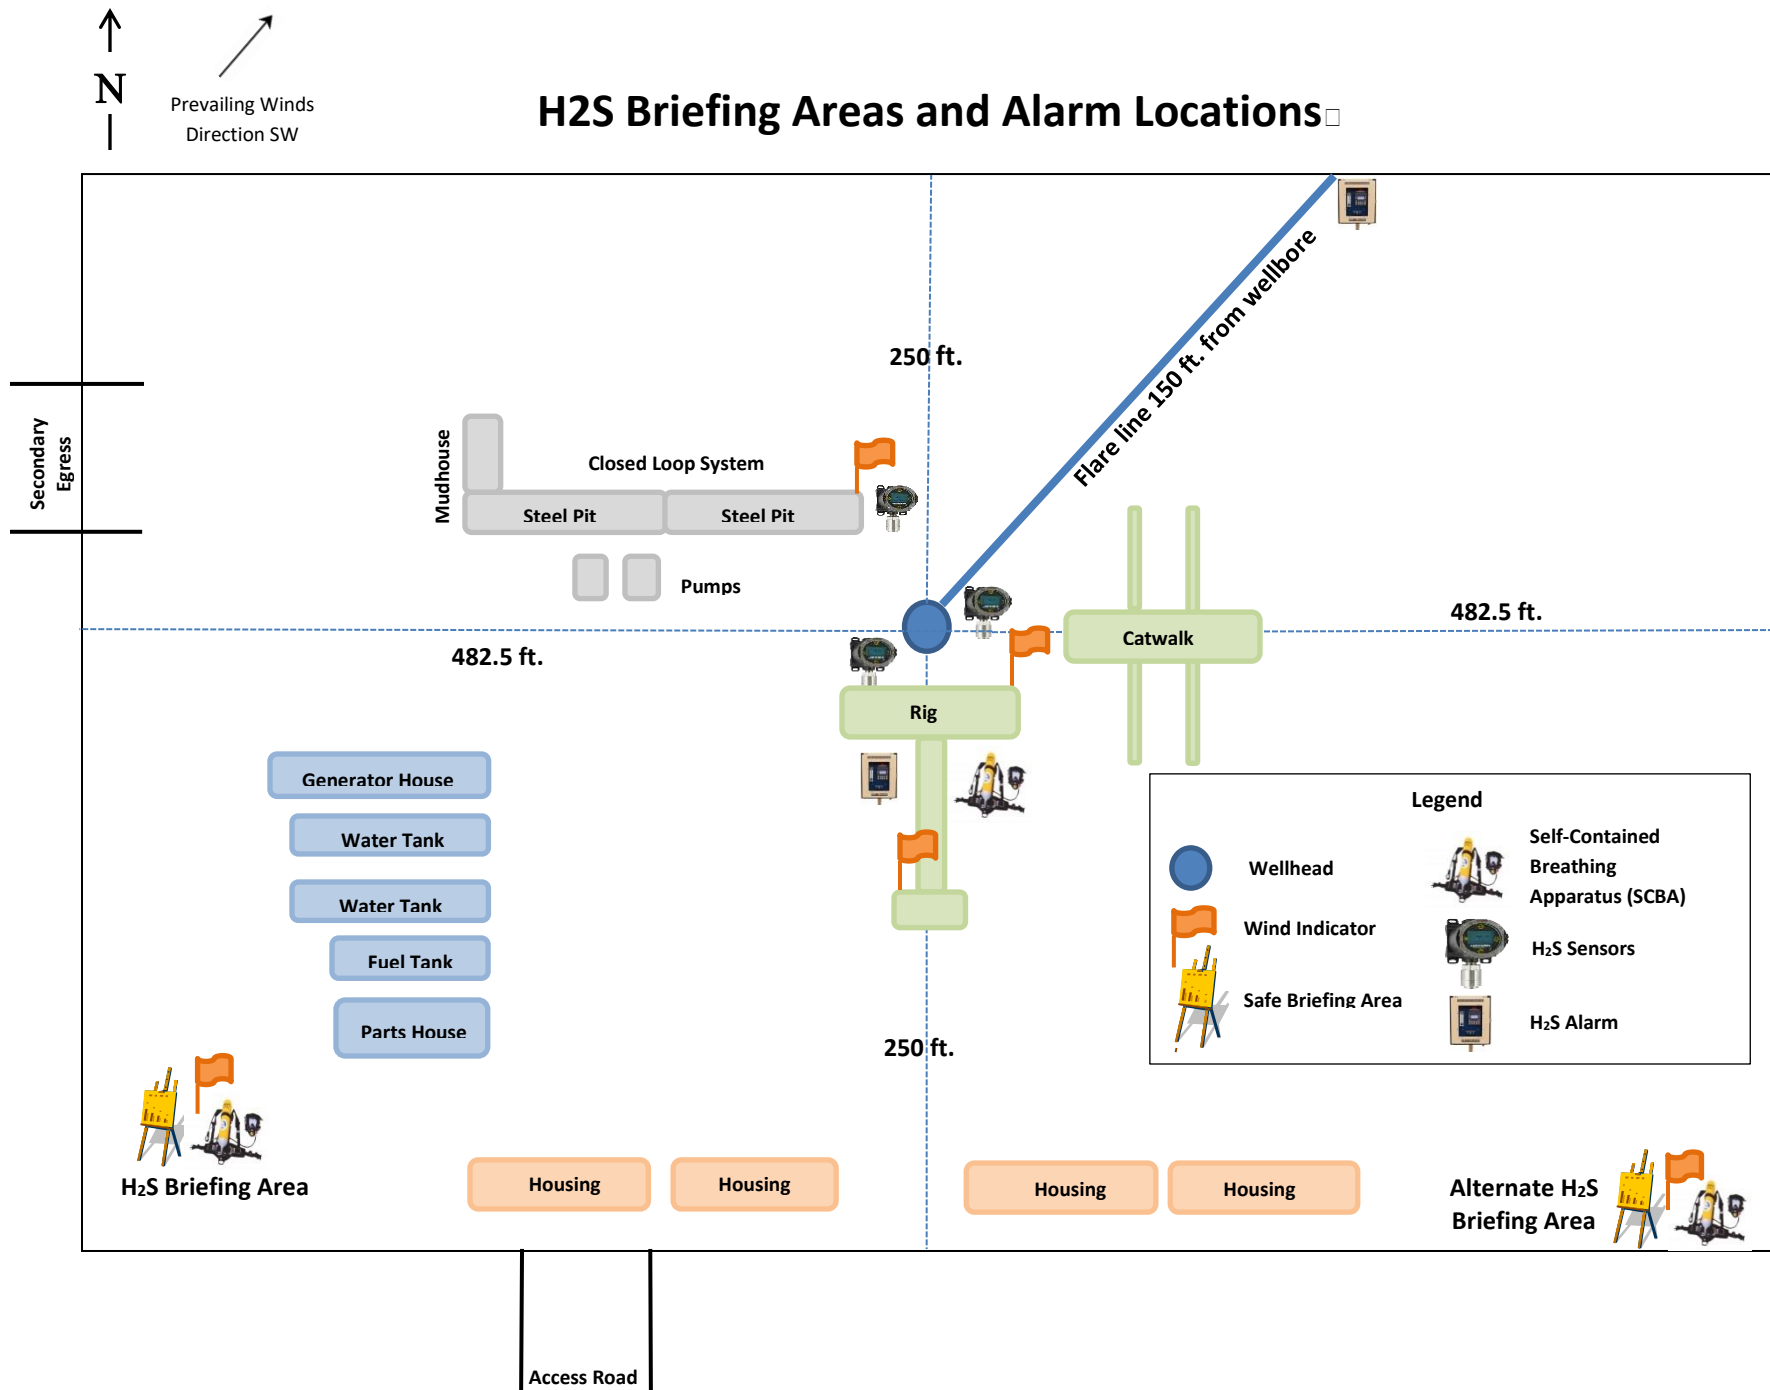 N
Prevailing Winds
Direction SW
H2S Briefing Areas and Alarm Locations□
Flare line 150 ft. from wellbore
250 ft.
Secondary
Egress
Mudhouse
Closed Loop System
Steel Pit
Steel Pit
Pumps
482.5 ft.
482.5 ft.
Catwalk
Rig
Generator House
Water Tank
Water Tank
Fuel Tank
Parts House
250 ft.
Legend
Wellhead
Wind Indicator
Safe Briefing Area
Self-Contained
Breathing
Apparatus (SCBA)
H2S Sensors
H2S Alarm
H2S Briefing Area
Housing
Housing
Housing
Housing
Alternate H2S
Briefing Area
Access Road